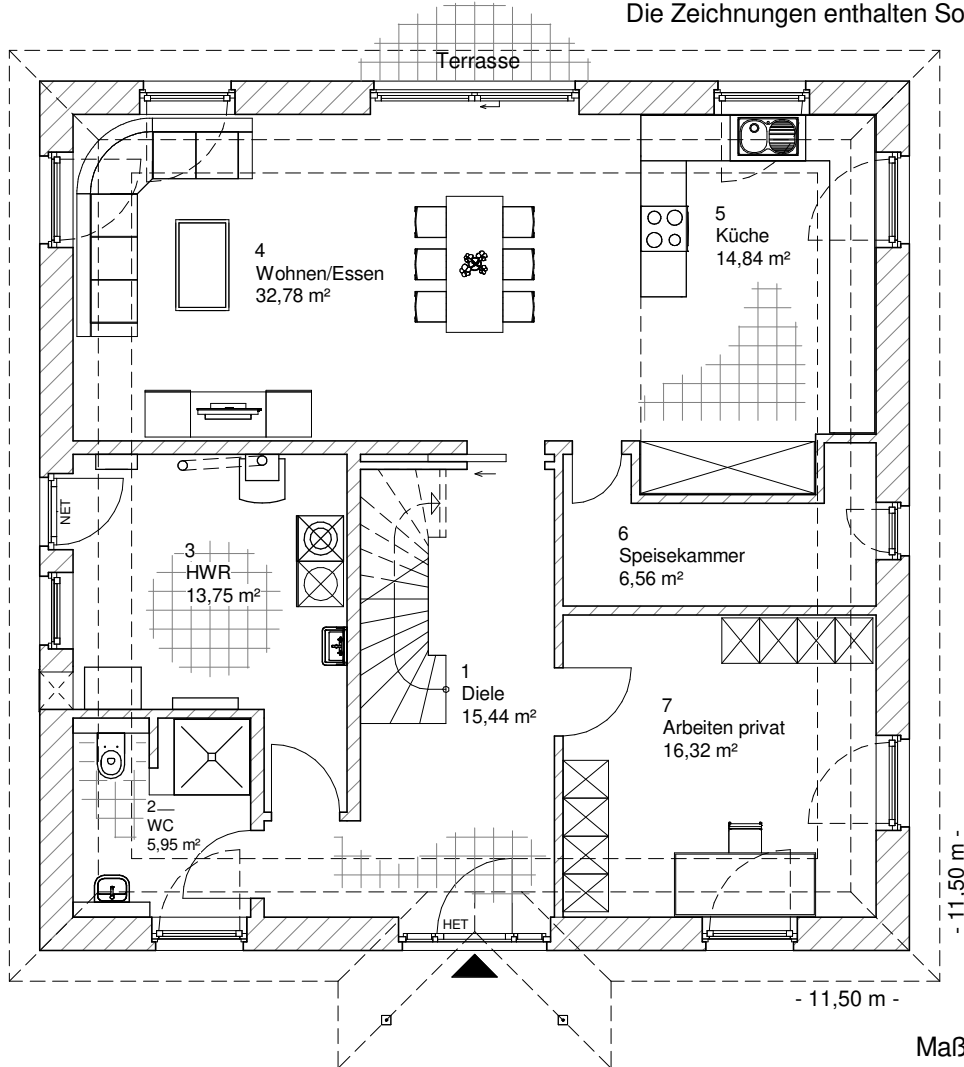 Die Zeichnungen enthalten So
Terrasse
4
Wohnen/Essen
32,78 m²
5
Küche
14,84 m²
NET
3
HWR
13,75 m²
6
Speisekammer
6,56 m²
1
Diele
15,44 m²
7
Arbeiten privat
16,32 m²
2
WC
5,95 m²
HET
- 11,50 m -
- 11,50 m -
Maß